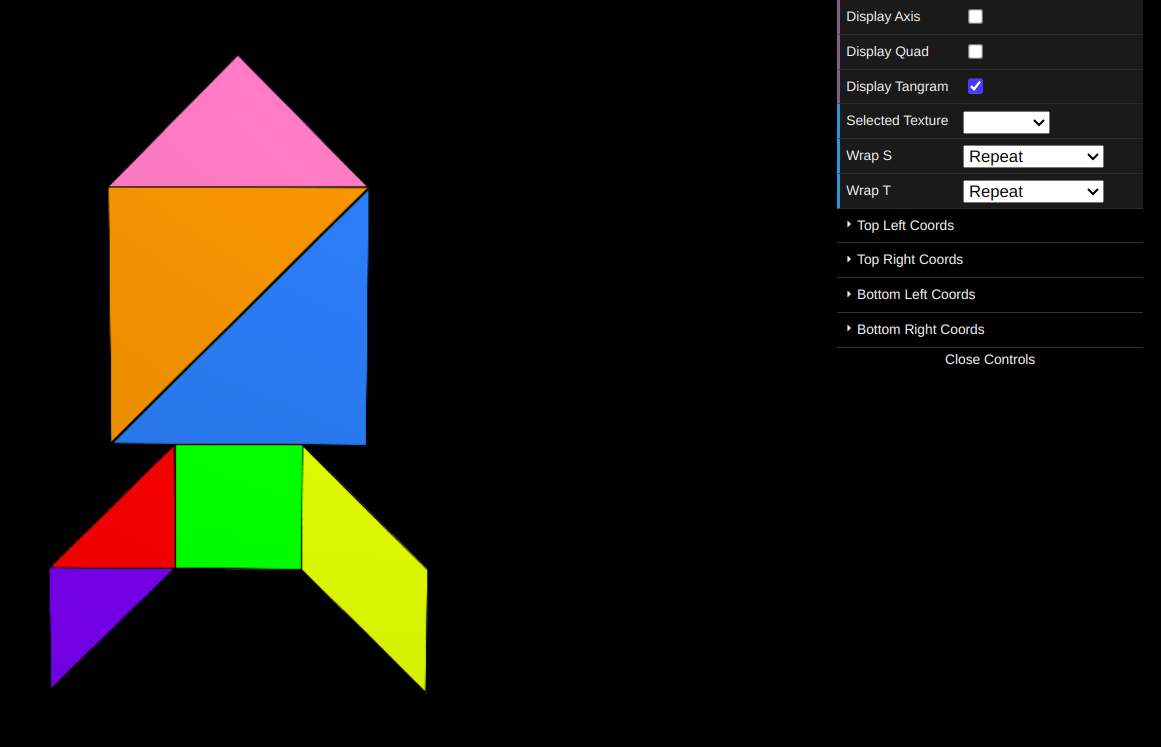 Display Axis
Display Quad
Display Tangram
Selected Texture
Wrap S Repeat
Wrap T Repeat
Top Left Coords
Top Right Coords
Bottom Left Coords
Bottom Right Coords
Close Controls